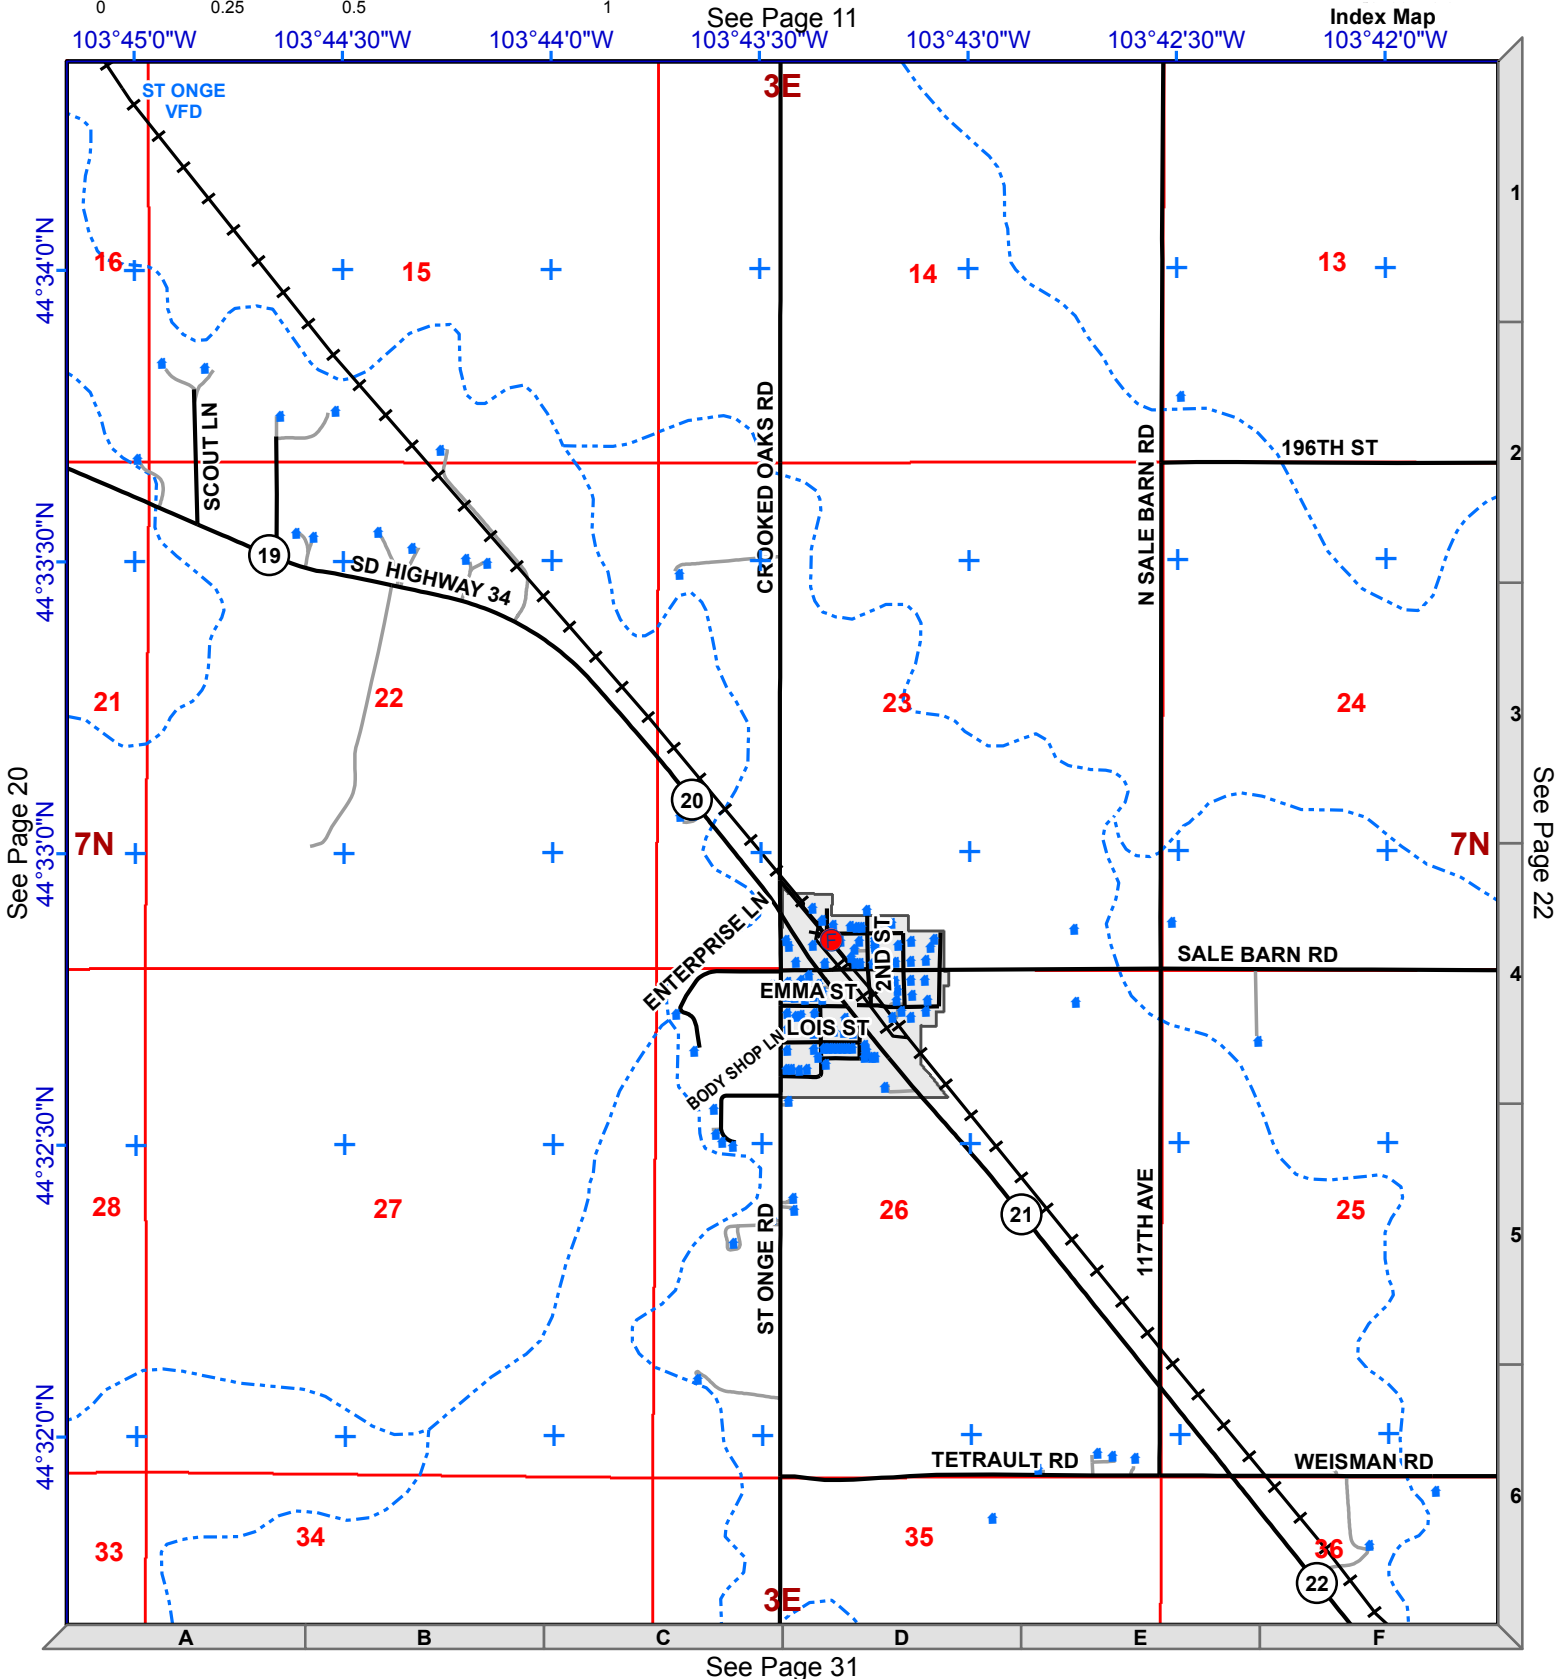 0 0.25 0.5 1
See Page 11
Index Map
103°45'0"W 103°44'30"W 103°44'0"W 103°43'30"W 103°43'0"W 103°42'30"W 103°42'0"W
3E
ST ONGE
VFD
1
44°34'0"N
16
15
14
13
CROOKED OAKS RD
SCOUT LN
N SALE BARN RD
196TH ST
2
44°33'30"N
19
SD HIGHWAY 34
21
22
23
24
3
See Page 20
See Page 22
20
44°33'0"N
7N
7N
ENTERPRISE LN
2ND ST
F
SALE BARN RD
4
EMMA ST
LOIS ST
BODY SHOP LN
44°32'30"N
28
27
26
25
21
117TH AVE
ST ONGE RD
5
44°32'0"N
TETRAULT RD
WEISMAN RD
6
33
34
35
36
22
3E
A B C D E F
See Page 31